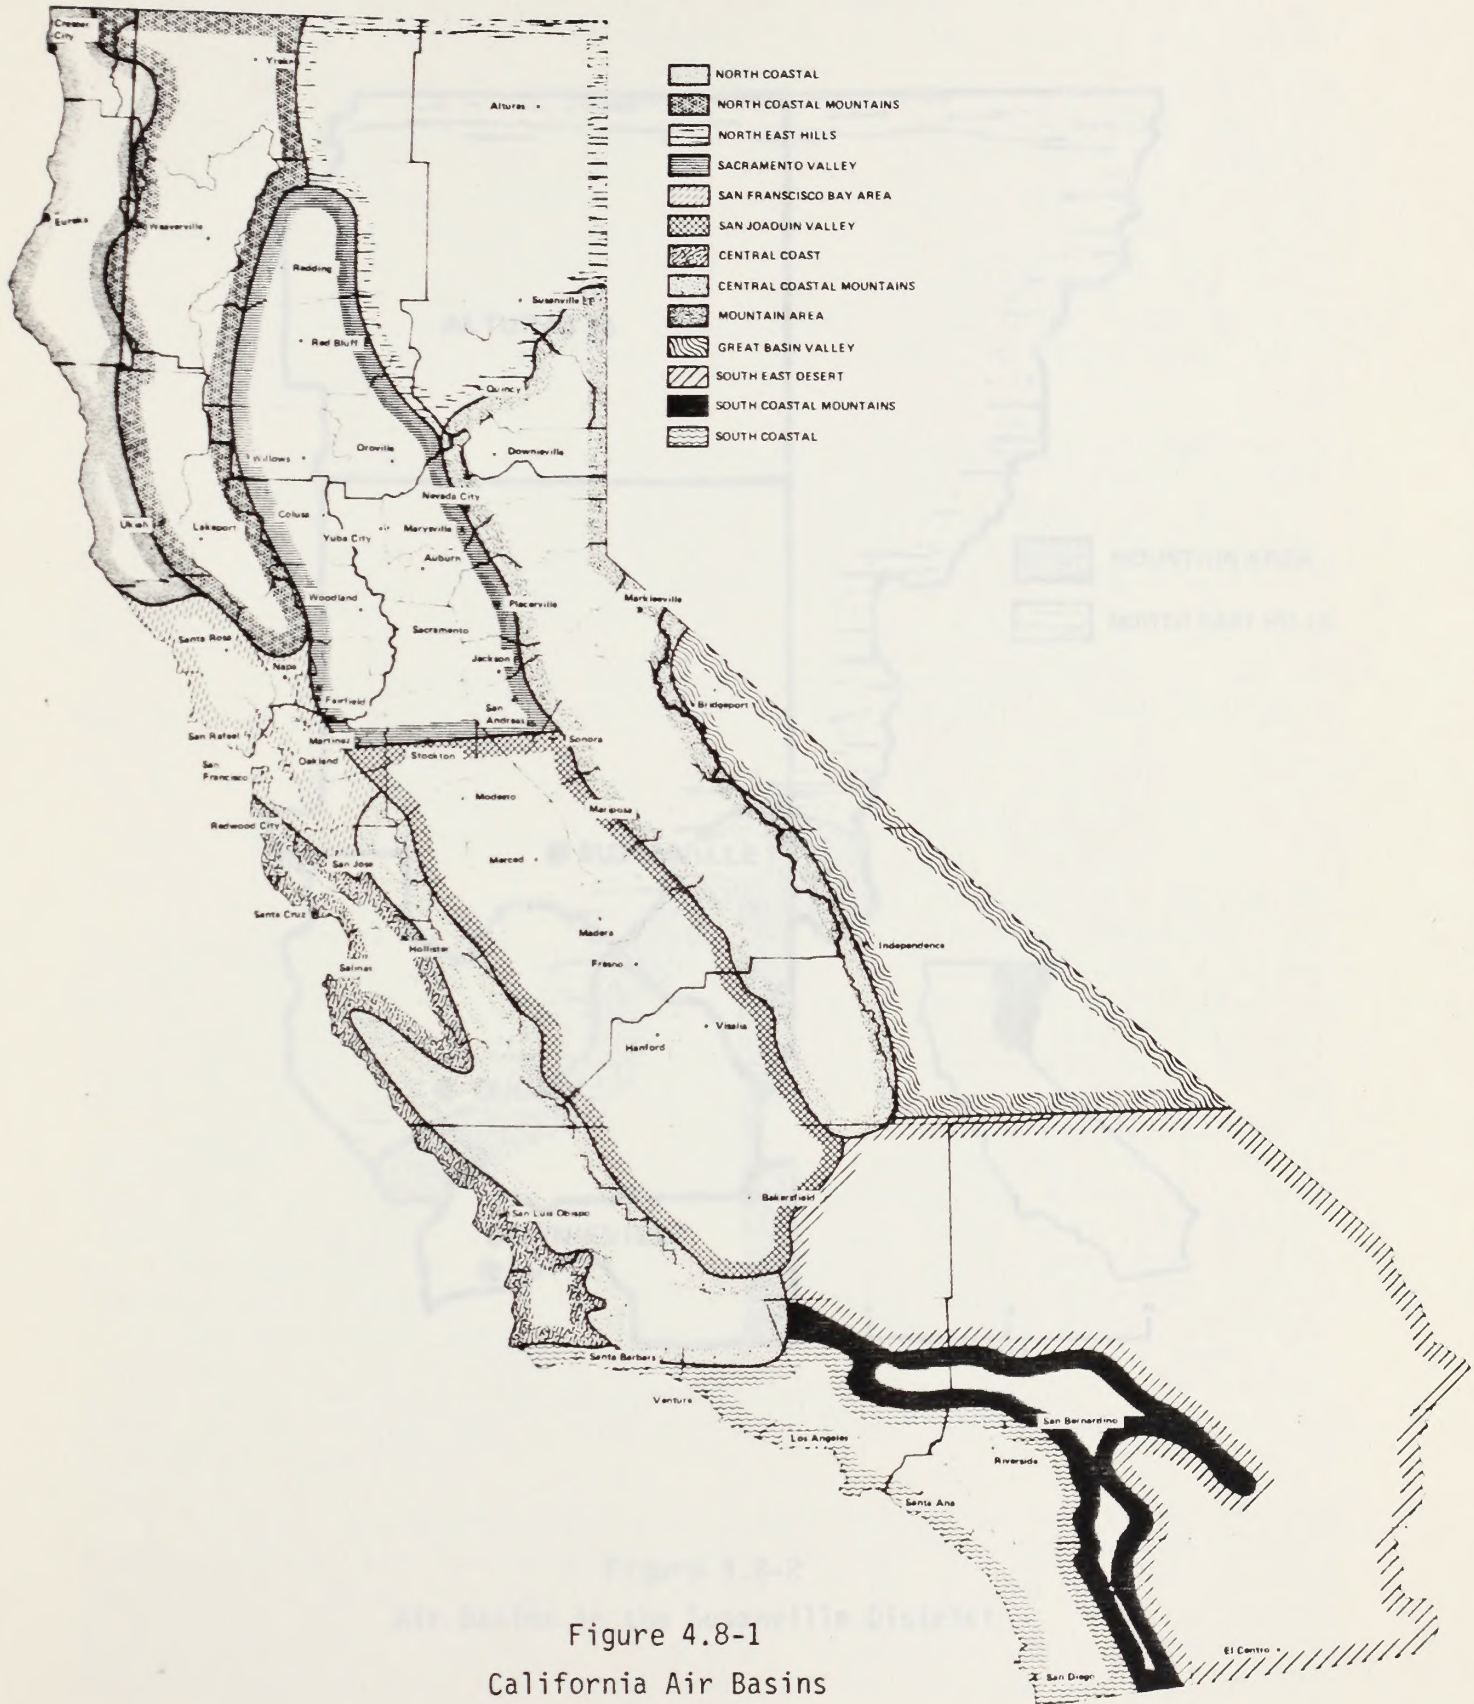 Crescent City
Yreka
Alturas
Eureka
Weaverville
Redding
Susanville
Red Bluff
Quincy
Willows
Oroville
Downieville
Nevada City
Colusa
Ukiah
Lakeport
Yuba City
Marysville
Auburn
Woodland
Placerville
Markleeville
Santa Rosa
Sacramento
Napa
Jackson
Fairfield
San Andreas
Bridgeport
San Rafael
Martinez
Sonora
Oakland
Stockton
San Francisco
Modesto
Mariposa
Redwood City
San Jose
Merced
Santa Cruz
Madera
Hollister
Independence
Salinas
Fresno
Visalia
Hanford
Bakersfield
San Luis Obispo
Santa Barbara
Ventura
Los Angeles
San Bernardino
Riverside
Santa Ana
El Centro
San Diego
NORTH COASTAL
NORTH COASTAL MOUNTAINS
NORTH EAST HILLS
SACRAMENTO VALLEY
SAN FRANSCISCO BAY AREA
SAN JOAQUIN VALLEY
CENTRAL COAST
CENTRAL COASTAL MOUNTAINS
MOUNTAIN AREA
GREAT BASIN VALLEY
SOUTH EAST DESERT
SOUTH COASTAL MOUNTAINS
SOUTH COASTAL
Figure 4.8-1
California Air Basins